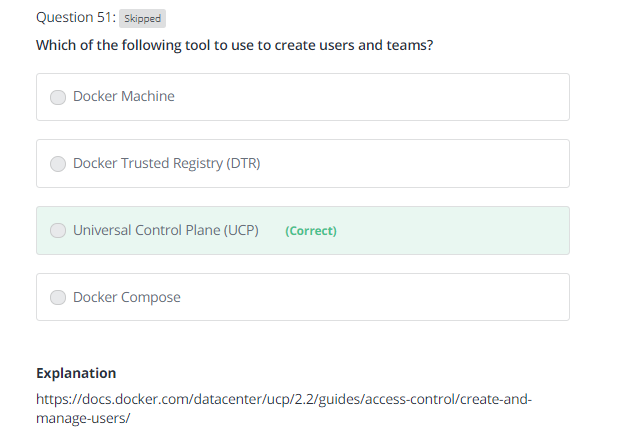 Question 51: Skipped
Which of the following tool to use to create users and teams?
Docker Machine
Docker Trusted Registry (DTR)
Universal Control Plane (UCP) (Correct)
Docker Compose
Explanation
https://docs.docker.com/datacenter/ucp/2.2/guides/access-control/create-and-
manage-users/